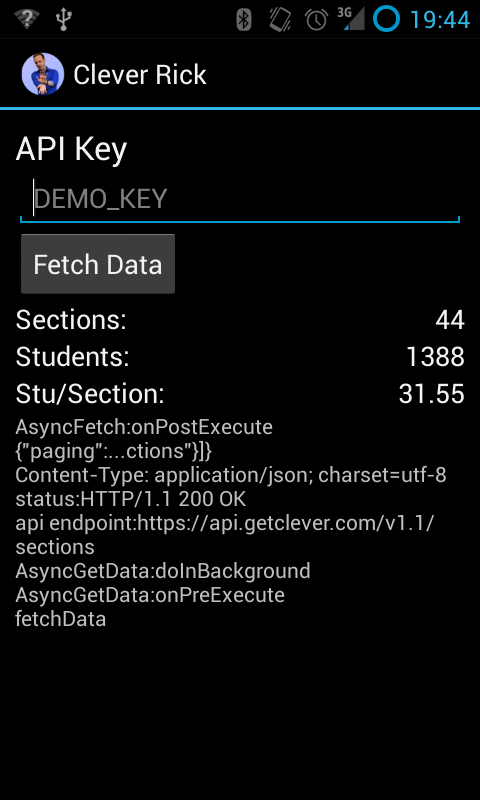 3G 19:44
Clever Rick
API Key
DEMO_KEY
Fetch Data
Sections: 44
Students: 1388
Stu/Section: 31.55
AsyncFetch:onPostExecute
{"paging":...ctions"}]}
Content-Type: application/json; charset=utf-8
status:HTTP/1.1 200 OK
api endpoint:https://api.getclever.com/v1.1/
sections
AsyncGetData:doInBackground
AsyncGetData:onPreExecute
fetchData